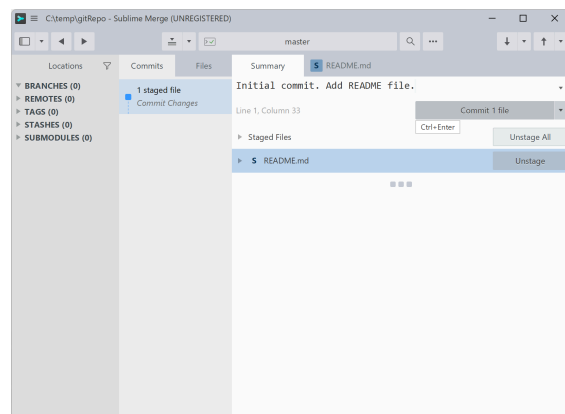 C:\temp\gitRepo - Sublime Merge (UNREGISTERED)
master
Locations
Commits
Files
Summary
S README.md
BRANCHES (0)
REMOTES (0)
TAGS (0)
STASHES (0)
SUBMODULES (0)
1 staged file
Commit Changes
Initial commit. Add README file.
Line 1, Column 33
Commit 1 file
Ctrl+Enter
Staged Files
Unstage All
S README.md
Unstage